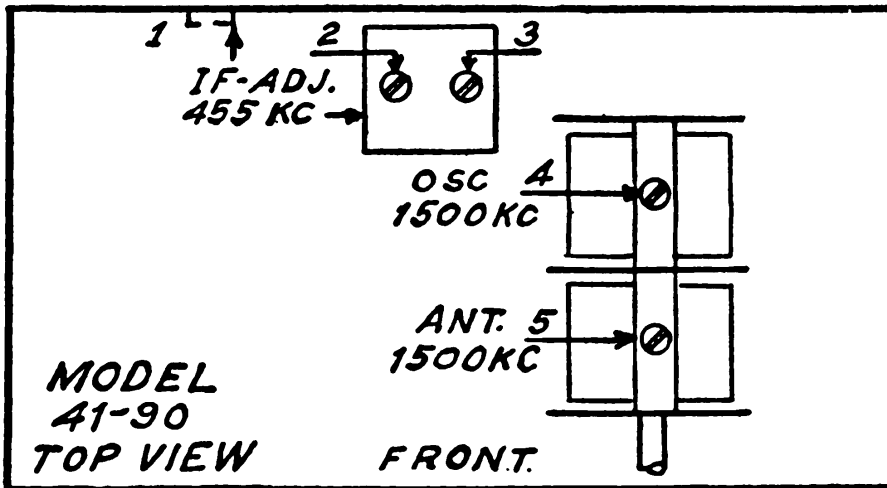 1
2
3
IF-ADJ.
455 KC
OSC 4
1500KC
ANT. 5
1500KC
MODEL
41-90
TOP VIEW
FRONT.